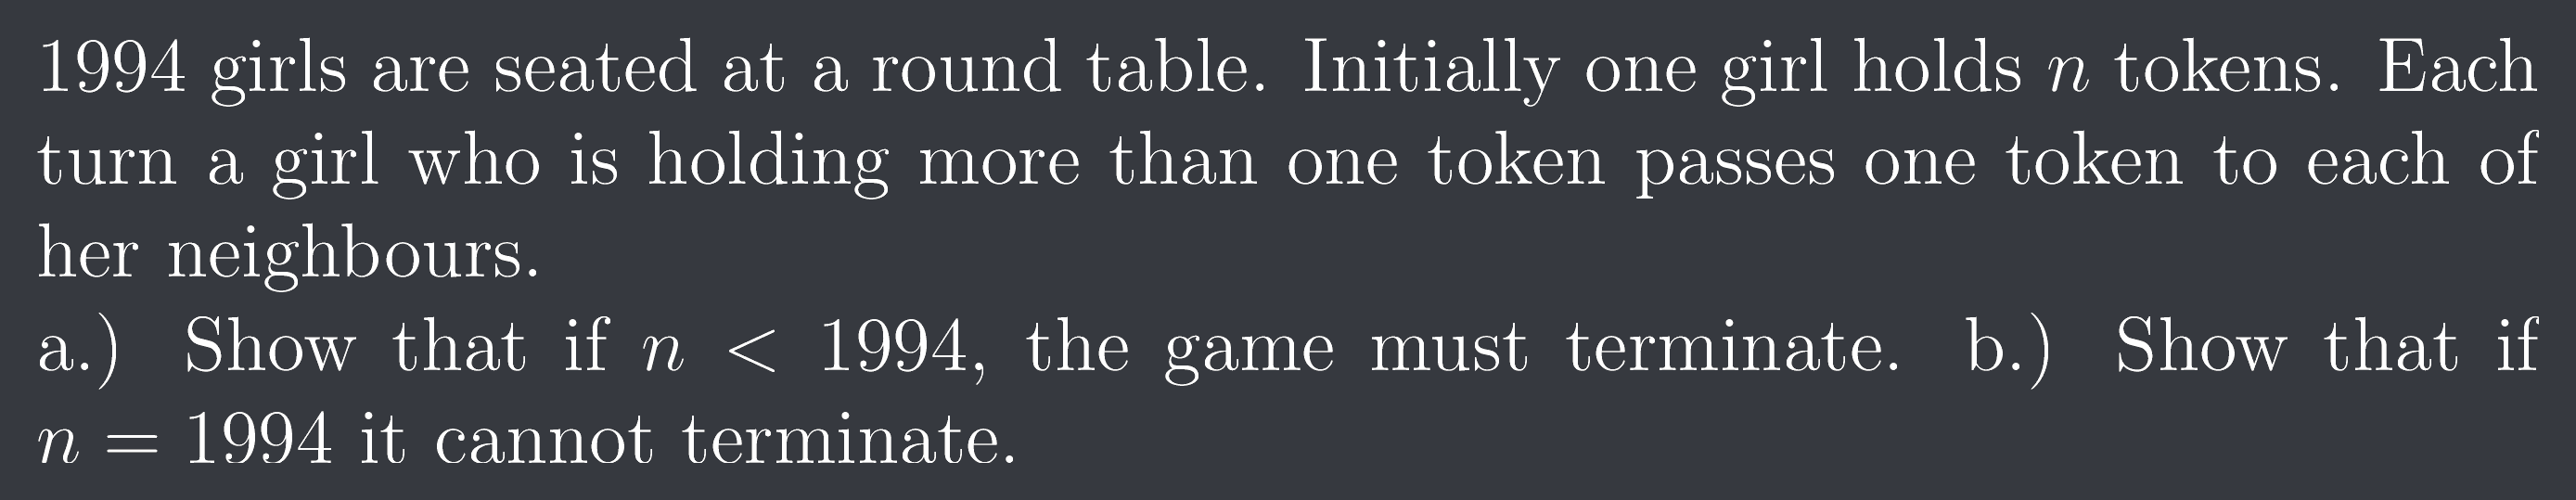 1994 girls are seated at a round table. Initially one girl holds n tokens. Each
turn a girl who is holding more than one token passes one token to each of
her neighbours.
a.) Show that if n < 1994, the game must terminate. b.) Show that if
n = 1994 it cannot terminate.